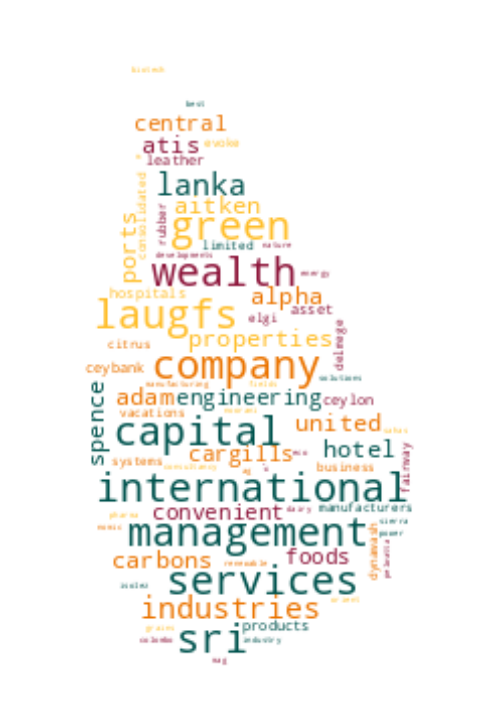 biotech
best
central
atis evoke
leather
lanka
consolidated
rubber
aitken
green
ports
limited nature
developments
wealth energy
hospitals alpha
laugfs asset
elgi
delmege
citrus properties
ceybank company solutions
manufacturing fields
adam engineering ceylon
spence
vacations
capital united
cargills hotel
fairway
systems consultancy business
international
convenient dairy manufacturers
pharma
management sierra
power
dynawash
carbons renewable foods
services
industries
grains products
colombo sri industry